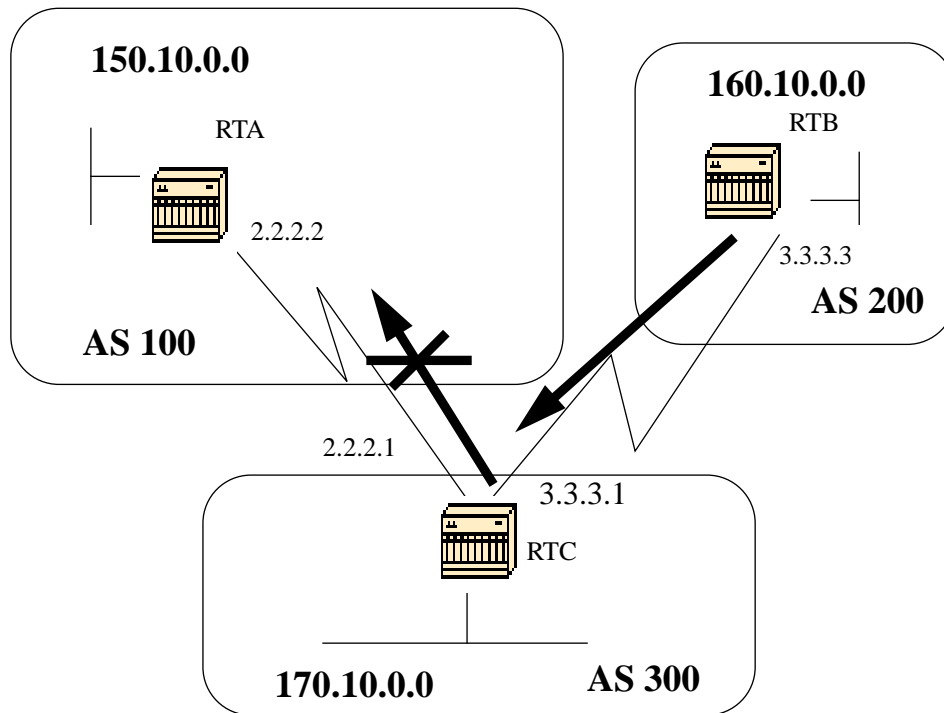 150.10.0.0
RTA
2.2.2.2
AS 100
160.10.0.0
RTB
3.3.3.3
AS 200
2.2.2.1
3.3.3.1
RTC
170.10.0.0
AS 300